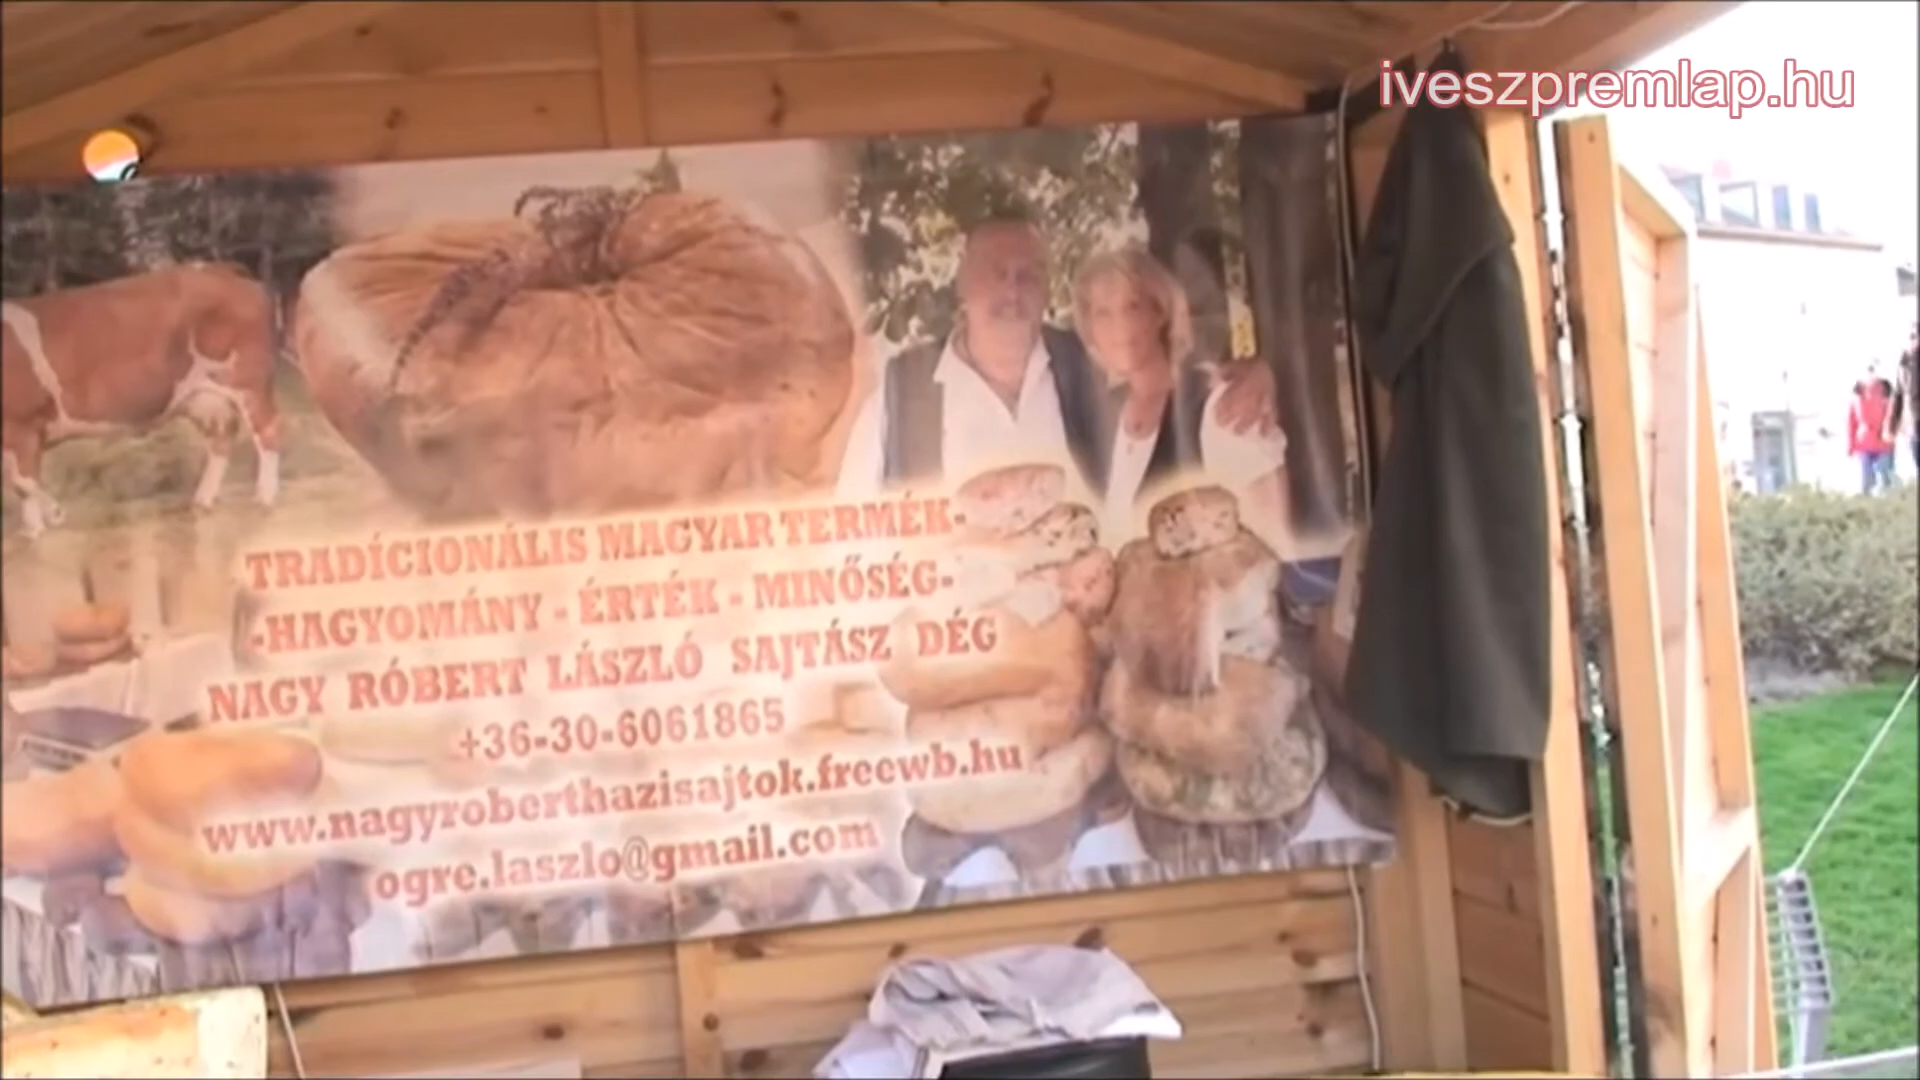 iveszpremlap.hu
TRADÍCIONÁLIS MAGYAR TERMÉK-
-HAGYOMÁNY - ÉRTÉK - MINŐSÉG-
NAGY RÓBERT LÁSZLÓ SAJTÁSZ DÉG
+36-30-6061865
www.nagyroberthazisajtok.freewb.hu
ogre.laszlo@gmail.com